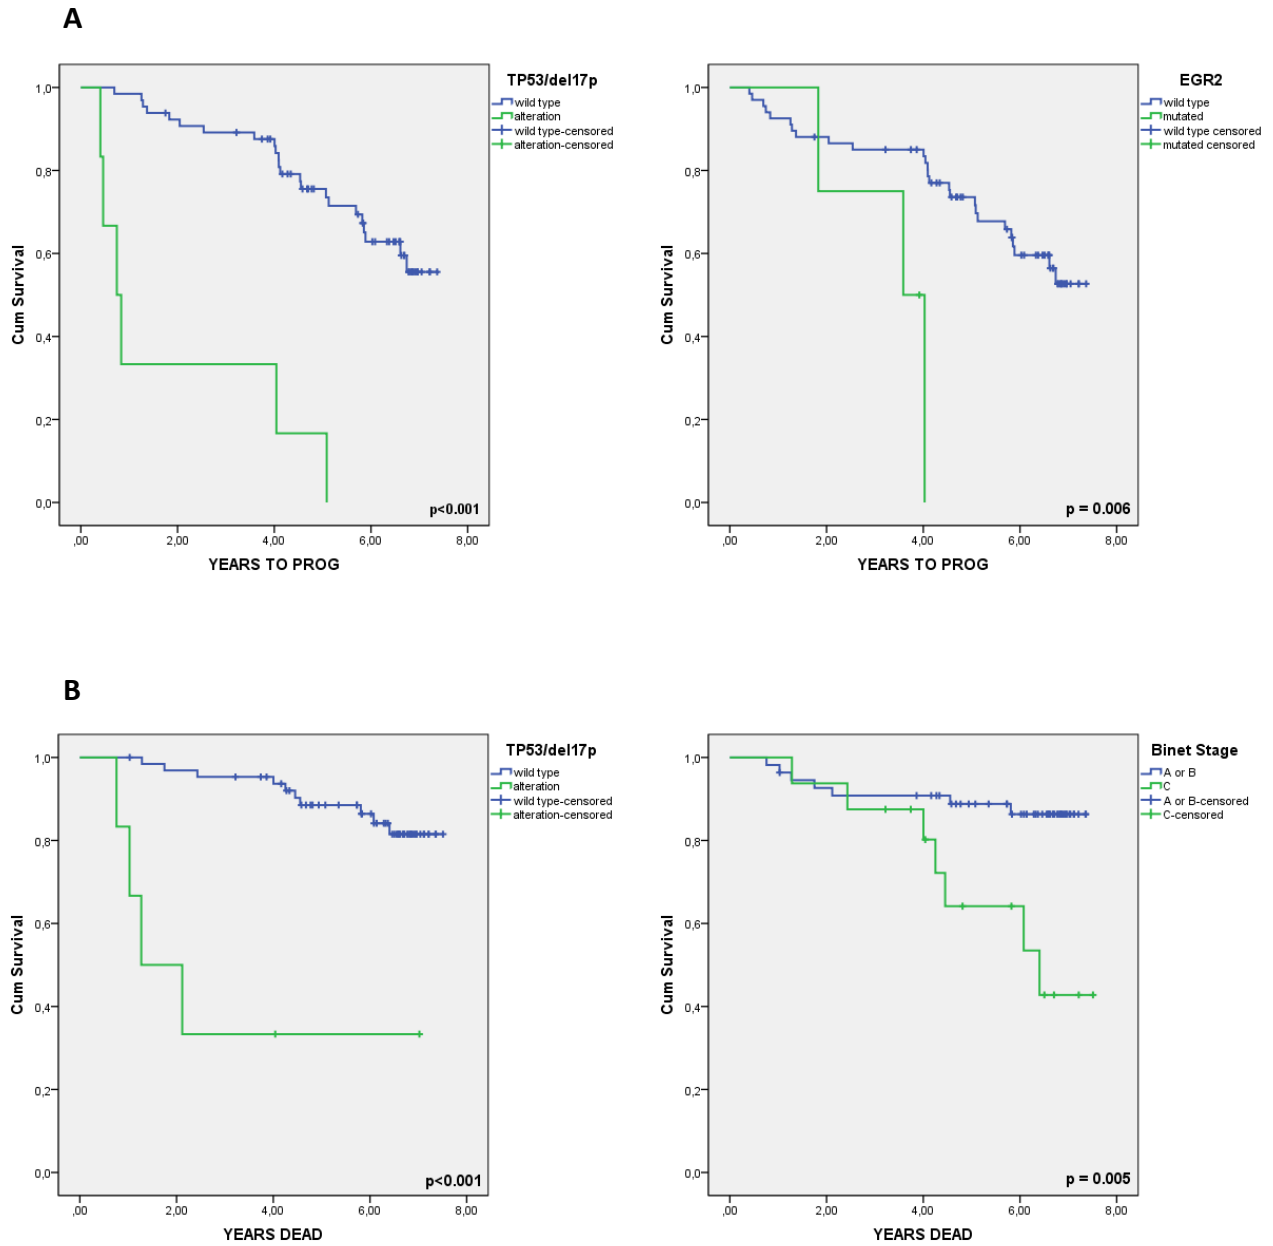 A
TP53/del17p
wild type
alteration
wild type-censored
alteration-censored
1,0
0,8
0,6
0,4
0,2
0,0
Cum Survival
p<0.001
,00 2,00 4,00 6,00 8,00
YEARS TO PROG
EGR2
wild type
mutated
wild type censored
mutated censored
1,0
0,8
0,6
0,4
0,2
0,0
Cum Survival
p = 0.006
,00 2,00 4,00 6,00 8,00
YEARS TO PROG
B
TP53/del17p
wild type
alteration
wild type-censored
alteration-censored
1,0
0,8
0,6
0,4
0,2
0,0
Cum Survival
p<0.001
,00 2,00 4,00 6,00 8,00
YEARS DEAD
Binet Stage
A or B
C
A or B-censored
C-censored
1,0
0,8
0,6
0,4
0,2
0,0
Cum Survival
p = 0.005
,00 2,00 4,00 6,00 8,00
YEARS DEAD